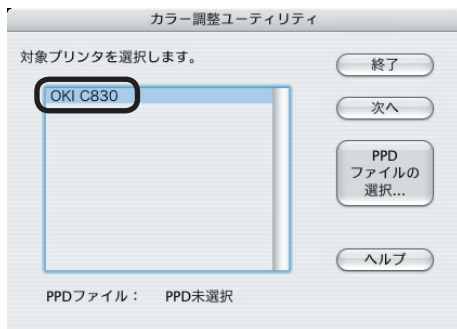 カラー調整ユーティリティ
対象プリンタを選択します。
OKI C830
終了
次へ
PPD
ファイルの
選択...
ヘルプ
PPDファイル： PPD未選択